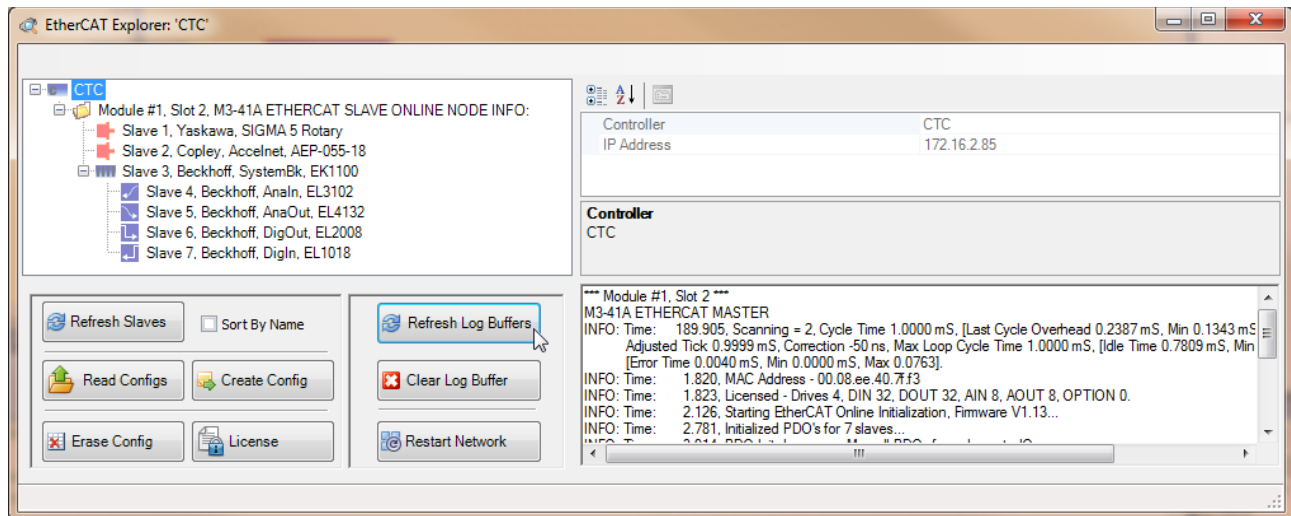 EtherCAT Explorer: 'CTC'
CTC
Module #1, Slot 2, M3-41A ETHERCAT SLAVE ONLINE NODE INFO:
Slave 1, Yaskawa, SIGMA 5 Rotary
Slave 2, Copley, Accelnet, AEP-055-18
Slave 3, Beckhoff, SystemBk, EK1100
Slave 4, Beckhoff, AnaIn, EL3102
Slave 5, Beckhoff, AnaOut, EL4132
Slave 6, Beckhoff, DigOut, EL2008
Slave 7, Beckhoff, DigIn, EL1018
Refresh Slaves
Sort By Name
Read Configs
Create Config
Erase Config
License
Refresh Log Buffers
Clear Log Buffer
Restart Network
Controller CTC
IP Address 172.16.2.85
Controller
CTC
*** Module #1, Slot 2 ***
M3-41A ETHERCAT MASTER
INFO: Time: 189.905, Scanning = 2, Cycle Time 1.0000 mS, [Last Cycle Overhead 0.2387 mS, Min 0.1343 mS
Adjusted Tick 0.9999 mS, Correction -50 ns, Max Loop Cycle Time 1.0000 mS, [Idle Time 0.7809 mS, Min
[Error Time 0.0040 mS, Min 0.0000 mS, Max 0.0763].
INFO: Time: 1.820, MAC Address - 00.08.ee.40.7f.f3
INFO: Time: 1.823, Licensed - Drives 4, DIN 32, DOUT 32, AIN 8, AOUT 8, OPTION 0.
INFO: Time: 2.126, Starting EtherCAT Online Initialization, Firmware V1.13...
INFO: Time: 2.781, Initialized PDO's for 7 slaves...